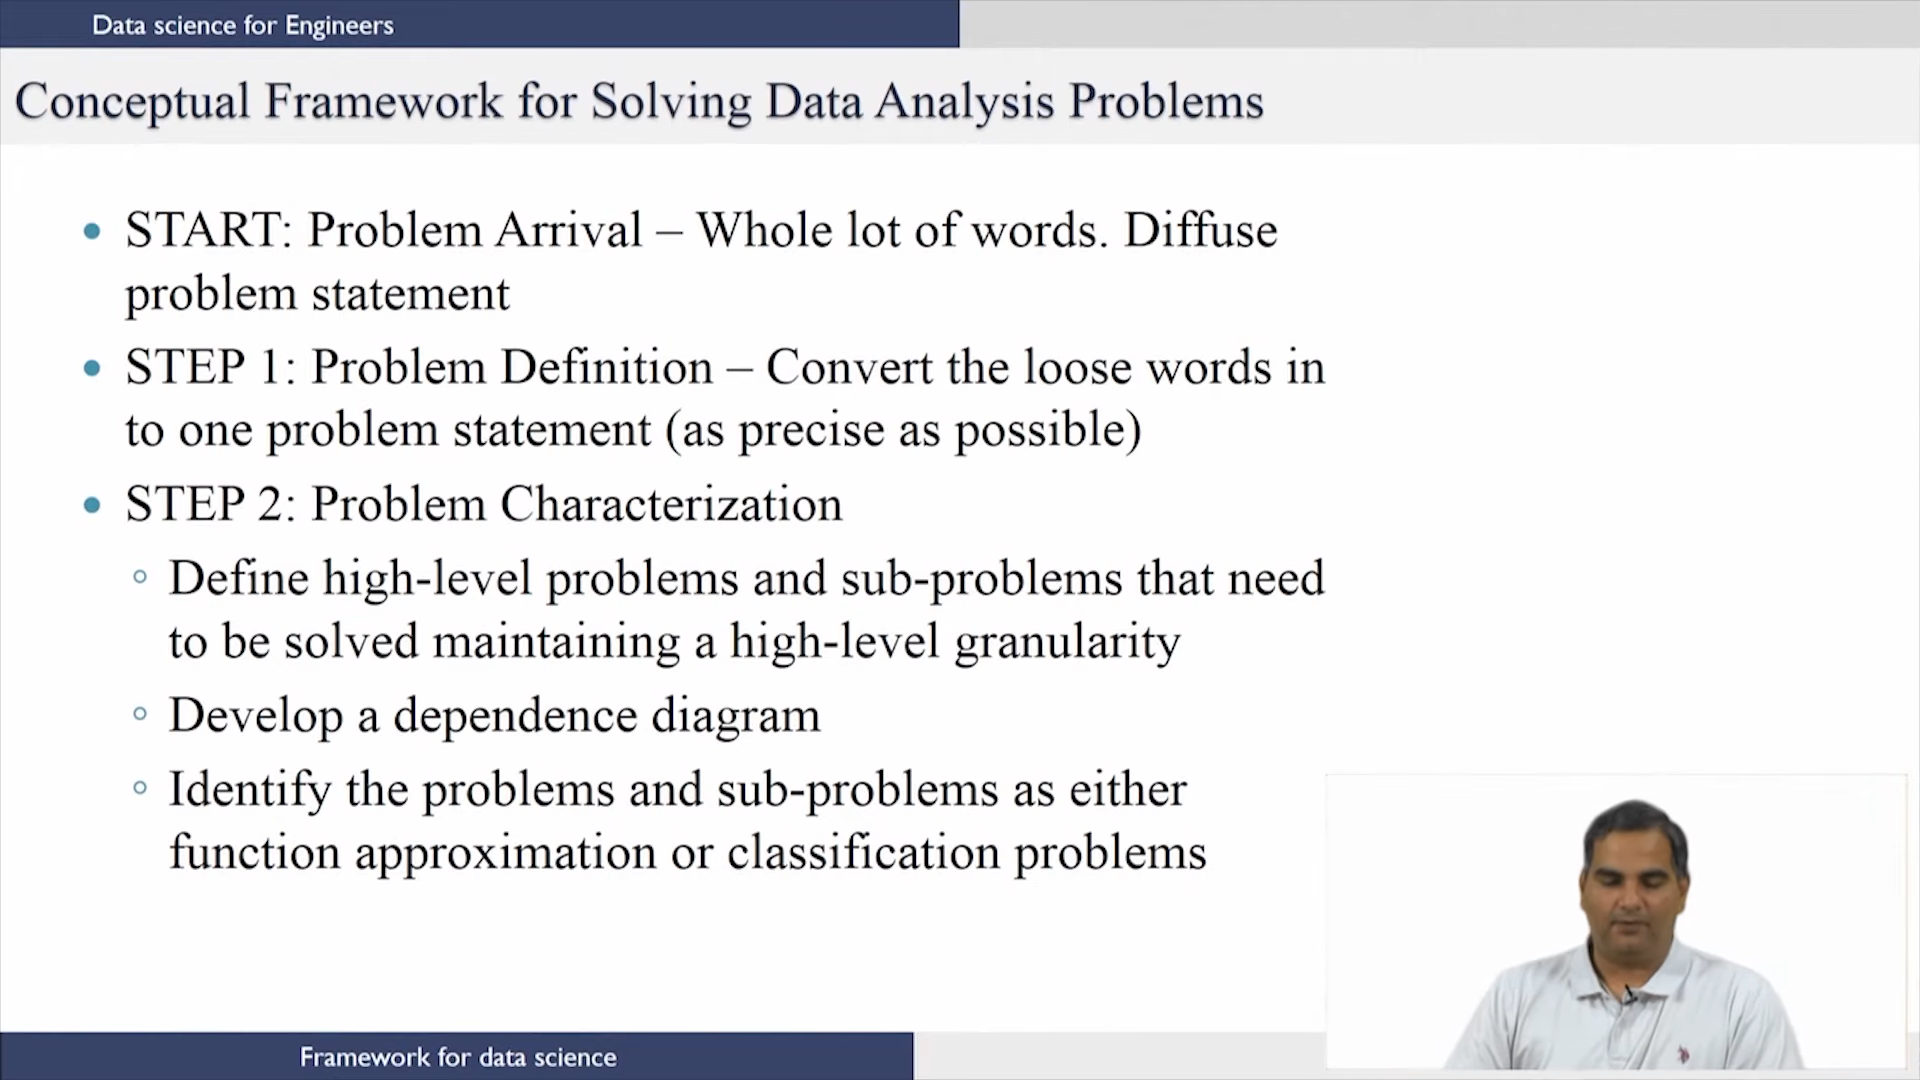 Data science for Engineers
Conceptual Framework for Solving Data Analysis Problems
• START: Problem Arrival – Whole lot of words. Diffuse
problem statement
• STEP 1: Problem Definition – Convert the loose words in
to one problem statement (as precise as possible)
• STEP 2: Problem Characterization
◦ Define high-level problems and sub-problems that need
to be solved maintaining a high-level granularity
◦ Develop a dependence diagram
◦ Identify the problems and sub-problems as either
function approximation or classification problems
Framework for data science